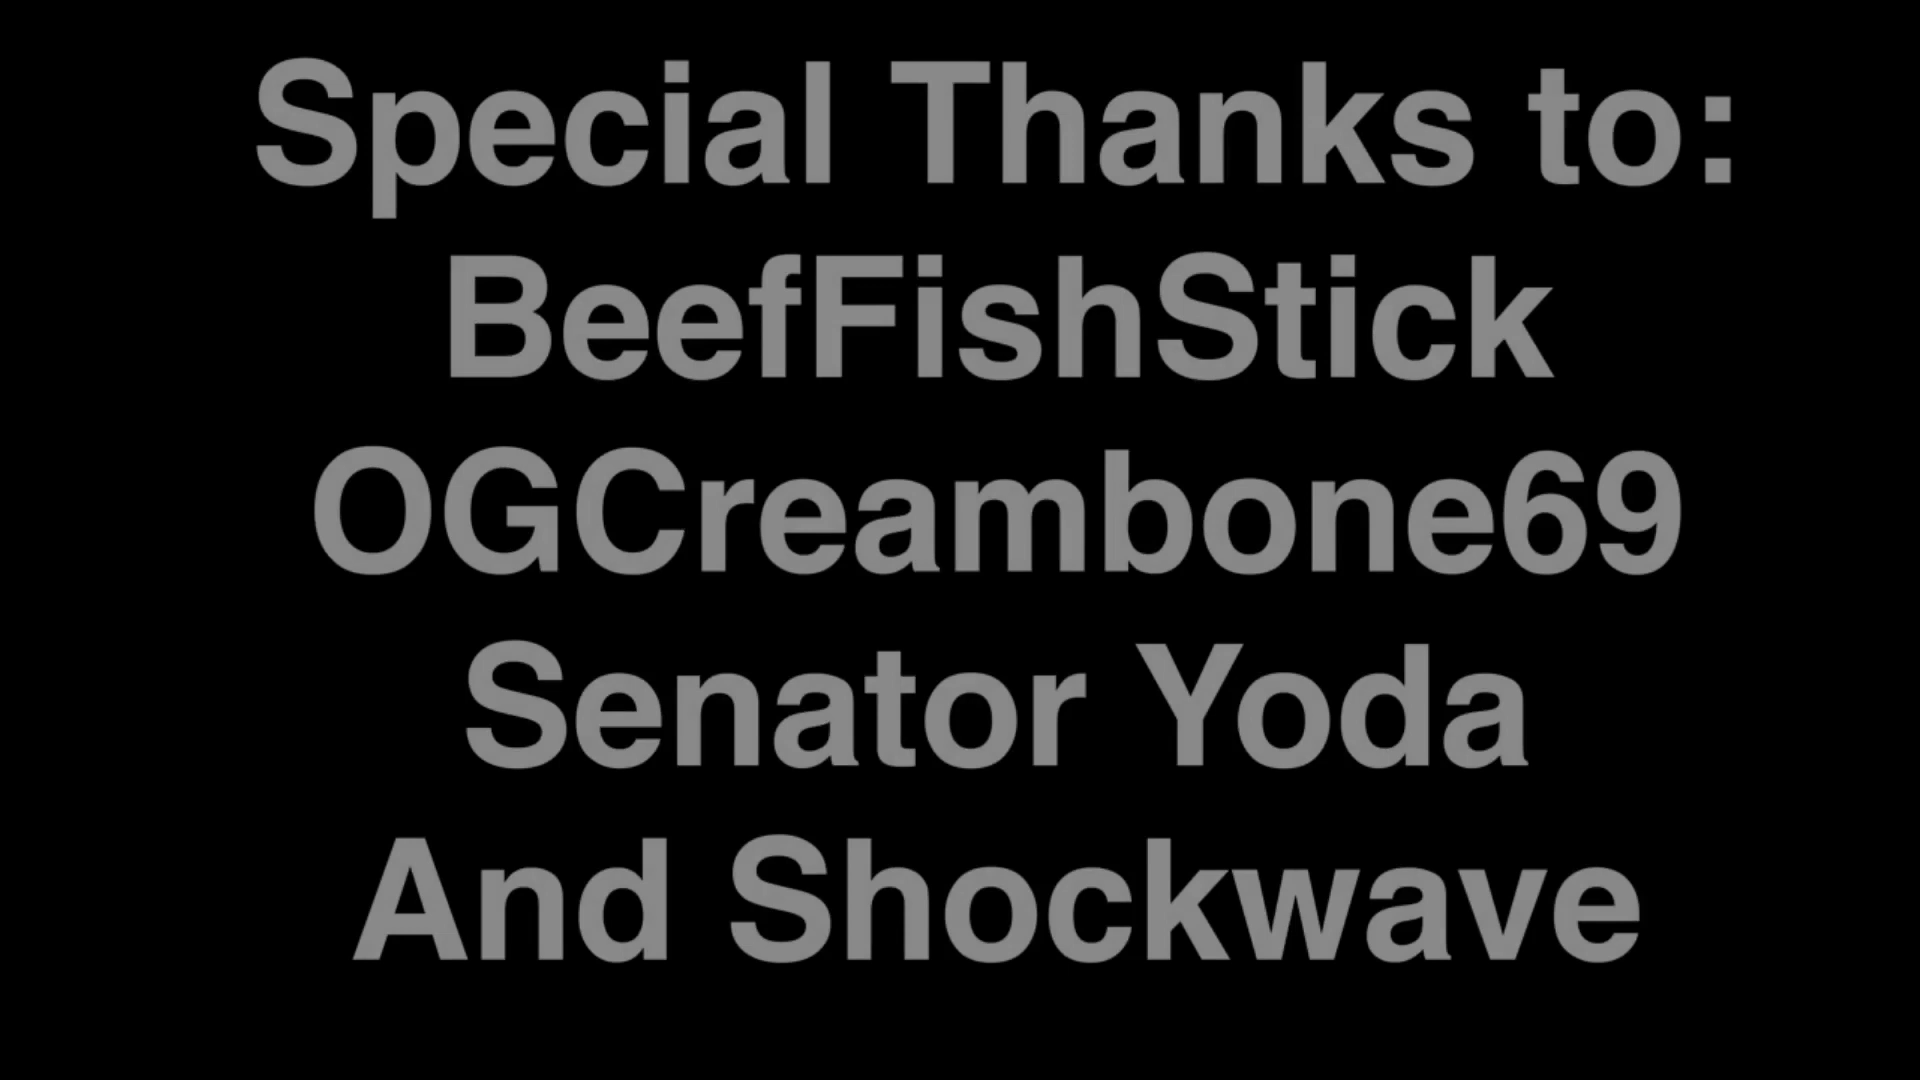 Special Thanks to:
BeefFishStick
OGCreambone69
Senator Yoda
And Shockwave